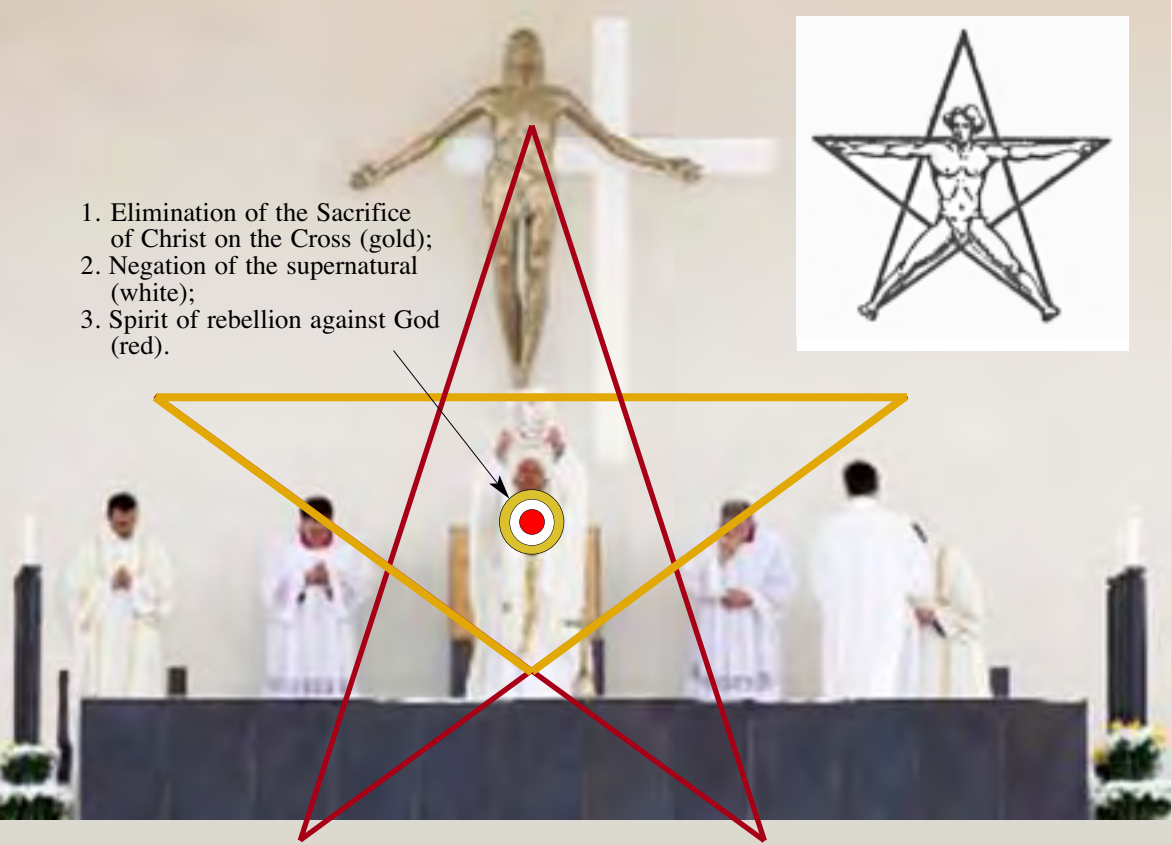 1. Elimination of the Sacrifice
of Christ on the Cross (gold);
2. Negation of the supernatural
(white);
3. Spirit of rebellion against God
(red).